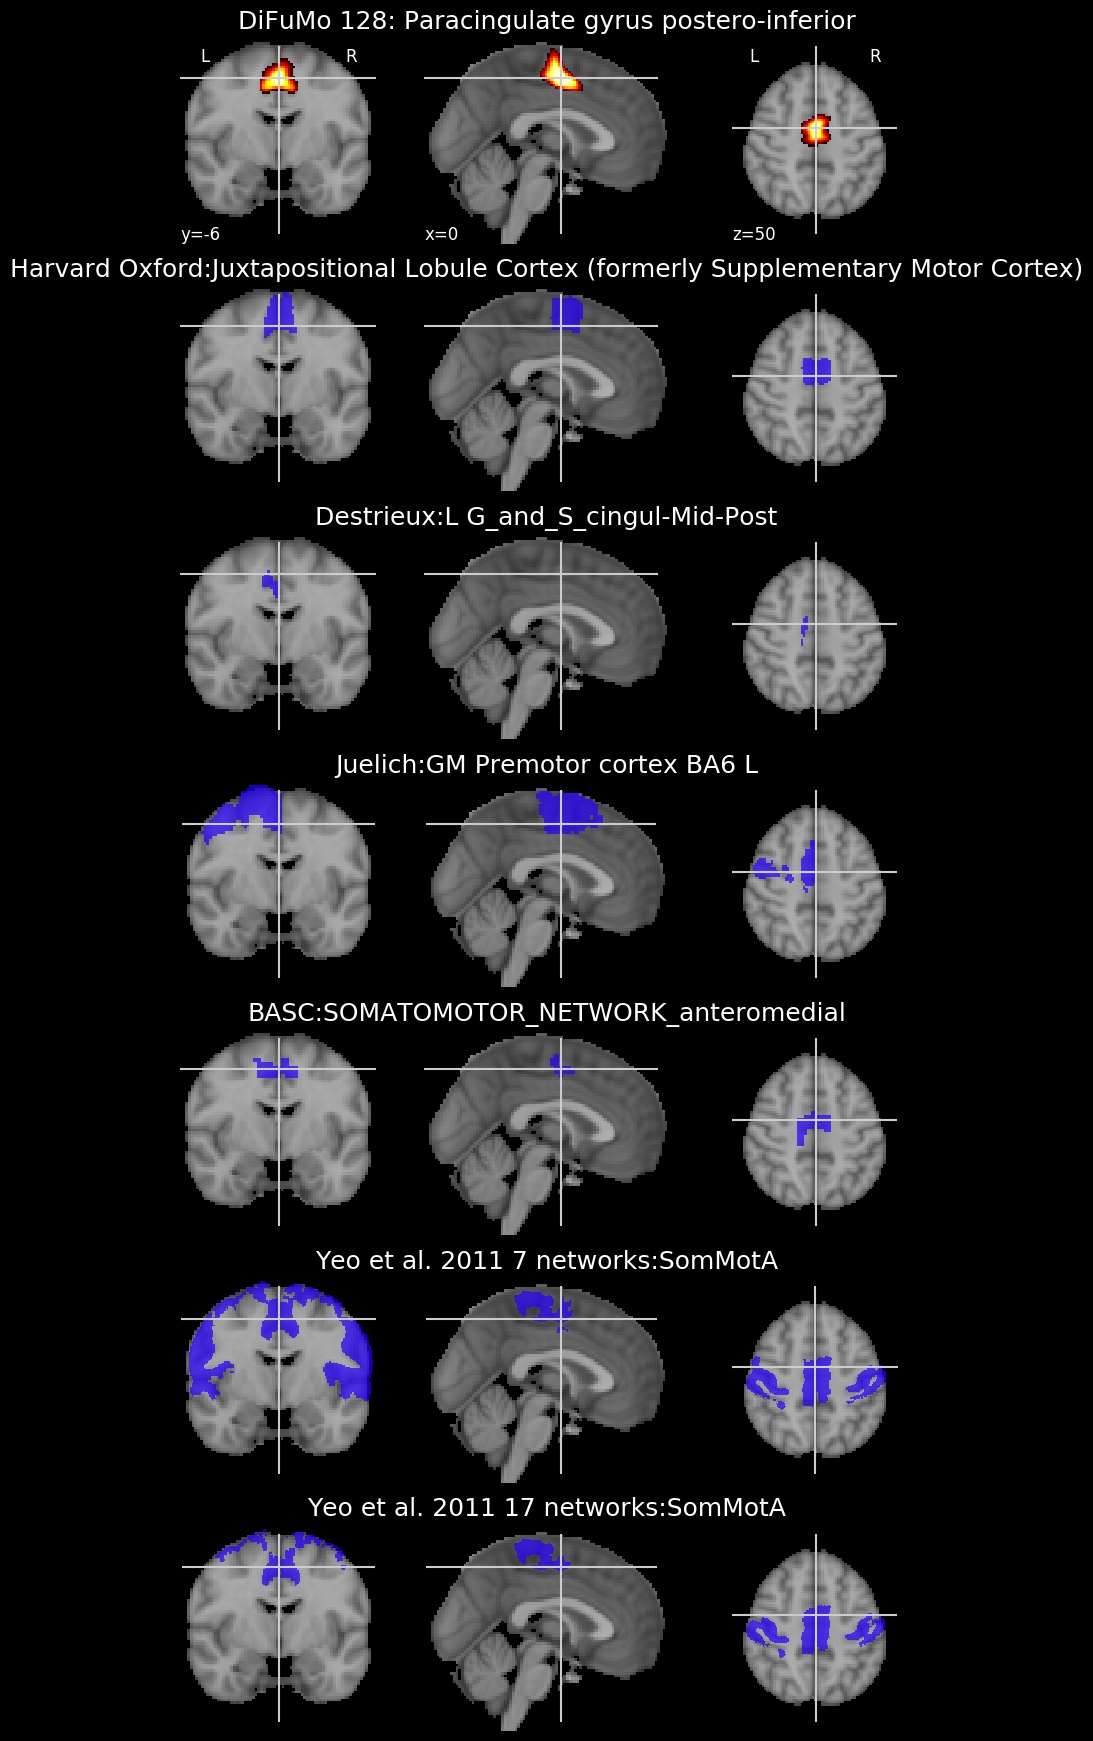 DiFuMo 128: Paracingulate gyrus postero-inferior
L R L R
y=-6 x=0 z=50
Harvard Oxford:Juxtapositional Lobule Cortex (formerly Supplementary Motor Cortex)
Destrieux:L G_and_S_cingul-Mid-Post
Juelich:GM Premotor cortex BA6 L
BASC:SOMATOMOTOR_NETWORK_anteromedial
Yeo et al. 2011 7 networks:SomMotA
Yeo et al. 2011 17 networks:SomMotA